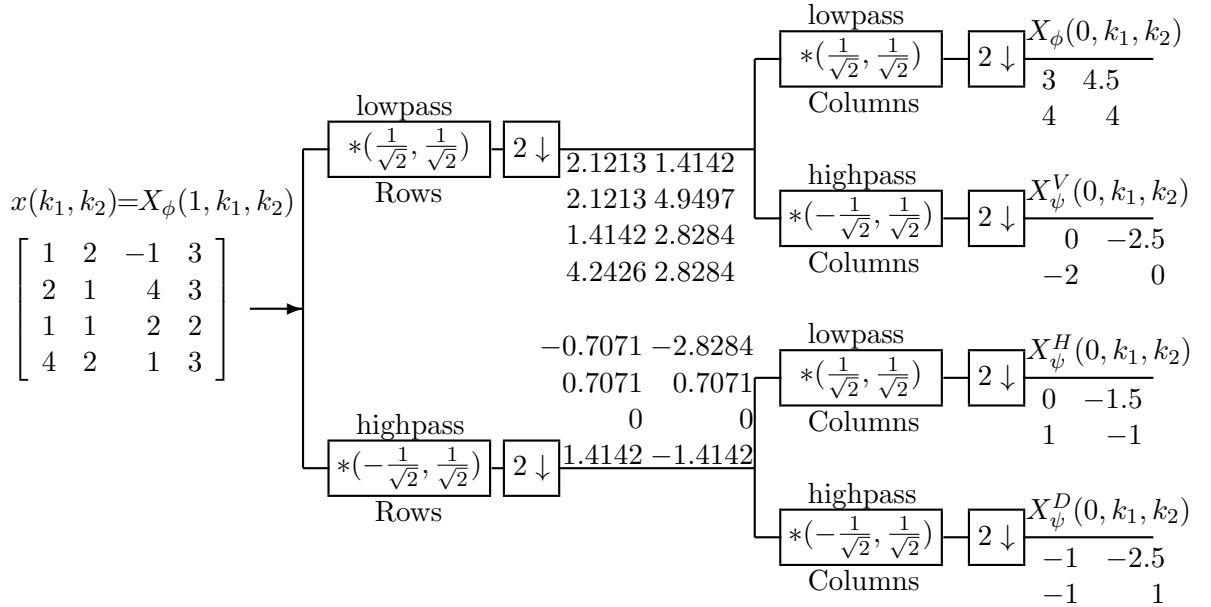 x(k₁, k₂)=X_ϕ(1, k₁, k₂)
1 2 −1 3
2 1 4 3
1 1 2 2
4 2 1 3
lowpass
∗(1/√2, 1/√2)
Rows
2 ↓
2.1213 1.4142
2.1213 4.9497
1.4142 2.8284
4.2426 2.8284
highpass
∗(−1/√2, 1/√2)
Rows
2 ↓
−0.7071 −2.8284
0.7071 0.7071
0 0
1.4142 −1.4142
lowpass
∗(1/√2, 1/√2)
Columns
2 ↓
X_ϕ(0, k₁, k₂)
3 4.5
4 4
highpass
∗(−1/√2, 1/√2)
Columns
2 ↓
X_ψ^V(0, k₁, k₂)
0 −2.5
−2 0
lowpass
∗(1/√2, 1/√2)
Columns
2 ↓
X_ψ^H(0, k₁, k₂)
0 −1.5
1 −1
highpass
∗(−1/√2, 1/√2)
Columns
2 ↓
X_ψ^D(0, k₁, k₂)
−1 −2.5
−1 1